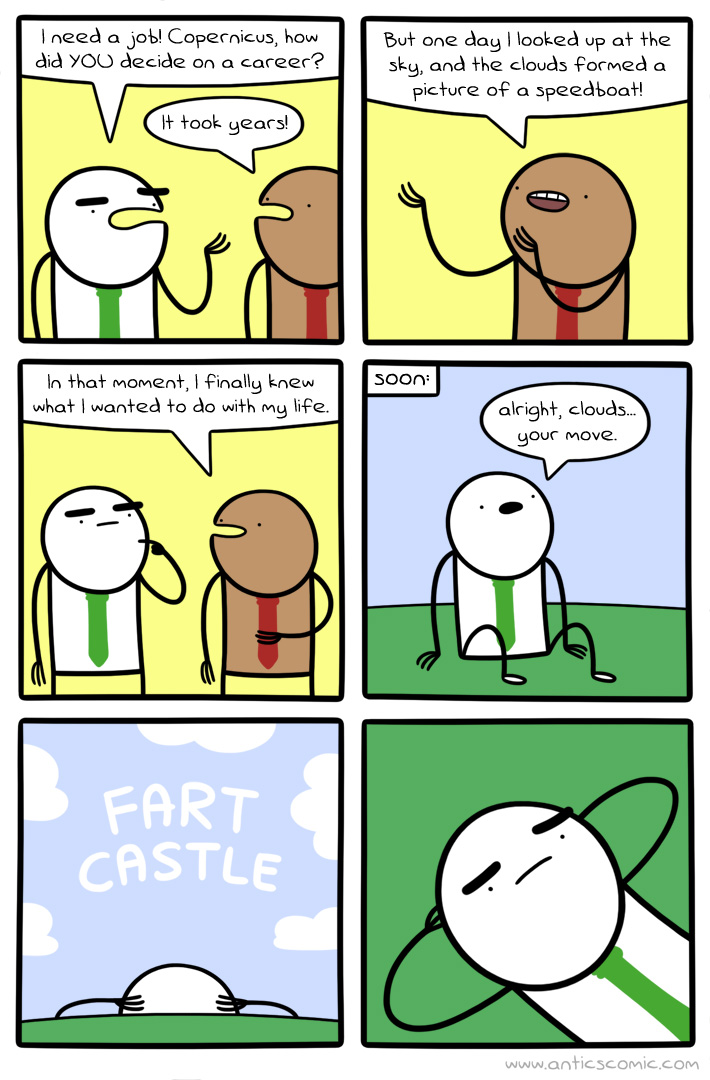 I need a job! Copernicus, how
did YOU decide on a career?
It took years!
But one day I looked up at the
sky, and the clouds formed a
picture of a speedboat!
In that moment, I finally knew
what I wanted to do with my life.
soon:
alright, clouds...
your move.
FART
CASTLE
www.anticscomic.com